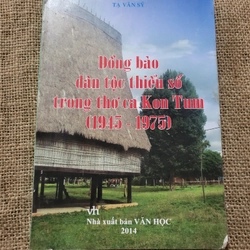 TẠ VĂN SỸ
Đồng bào
dân tộc thiểu số
trong thơ ca Kon Tum
(1945 - 1975)
vh
Nhà xuất bản VĂN HỌC
2014